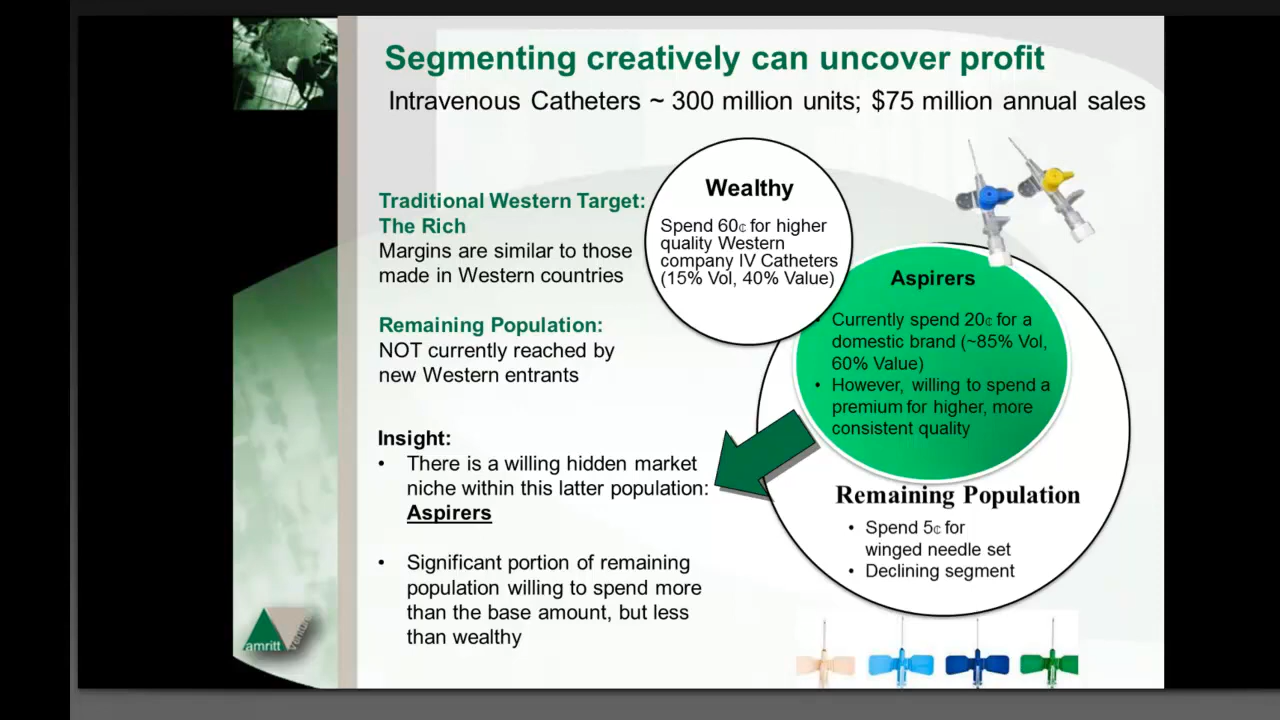 Segmenting creatively can uncover profit
Intravenous Catheters ~ 300 million units; $75 million annual sales
Traditional Western Target:
The Rich
Margins are similar to those
made in Western countries
Remaining Population:
NOT currently reached by
new Western entrants
Insight:
• There is a willing hidden market
niche within this latter population:
Aspirers
• Significant portion of remaining
population willing to spend more
than the base amount, but less
than wealthy
Wealthy
Spend 60¢ for higher
quality Western
company IV Catheters
(15% Vol, 40% Value)
Aspirers
• Currently spend 20¢ for a
domestic brand (~85% Vol,
60% Value)
• However, willing to spend a
premium for higher, more
consistent quality
Remaining Population
• Spend 5¢ for
winged needle set
• Declining segment
amritt
venture